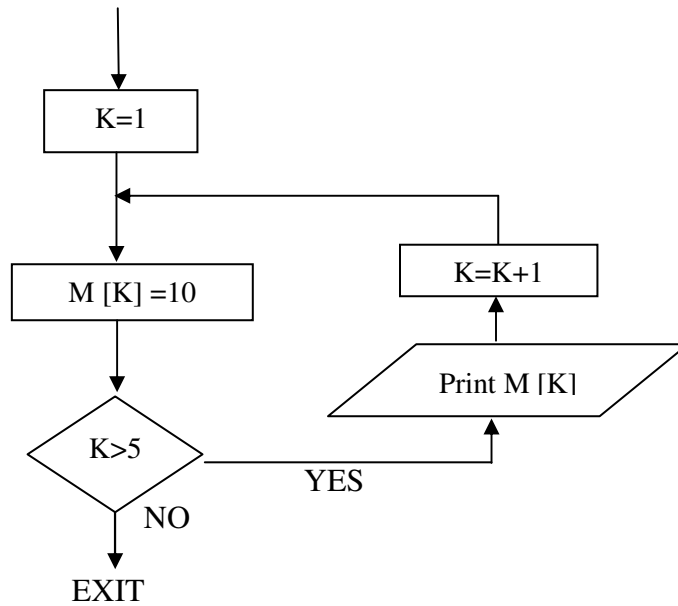 K=1
M [K] =10
K=K+1
Print M [K]
K>5
YES
NO
EXIT